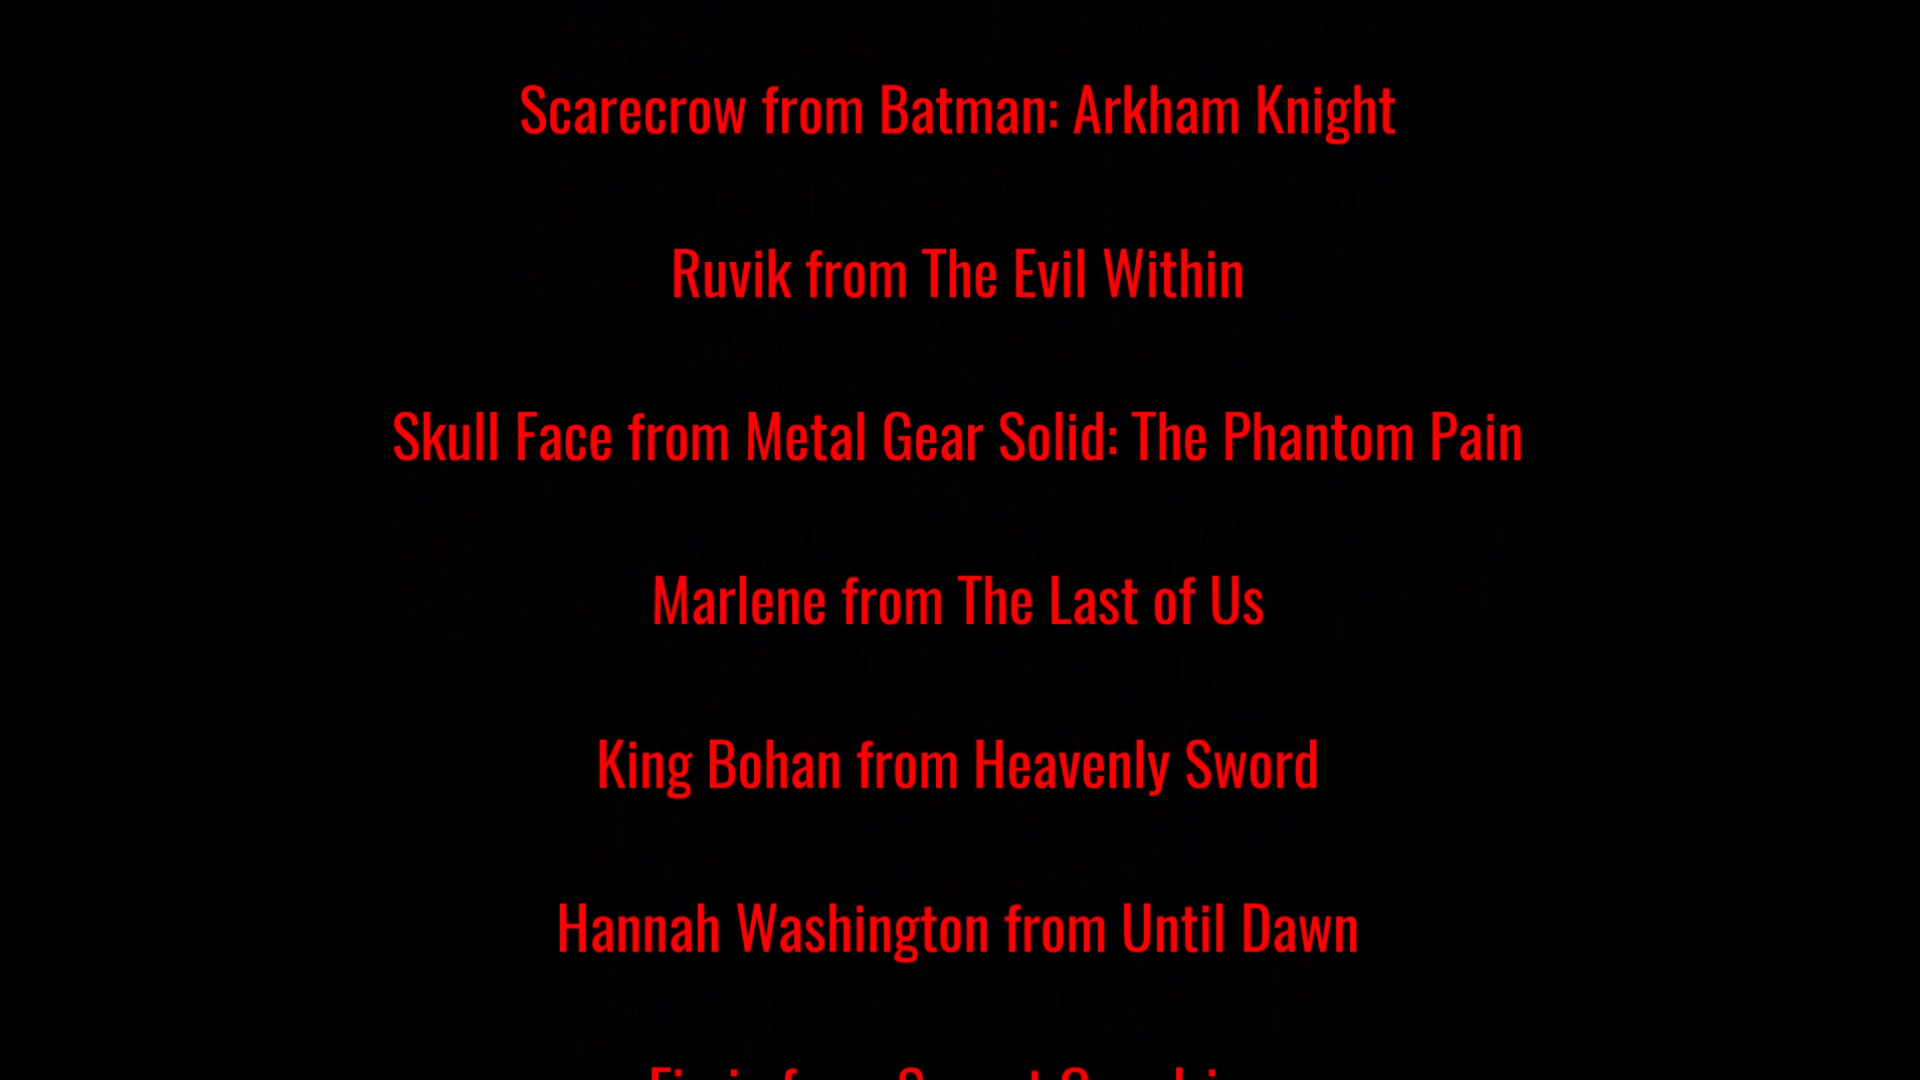 Scarecrow from Batman: Arkham Knight
Ruvik from The Evil Within
Skull Face from Metal Gear Solid: The Phantom Pain
Marlene from The Last of Us
King Bohan from Heavenly Sword
Hannah Washington from Until Dawn